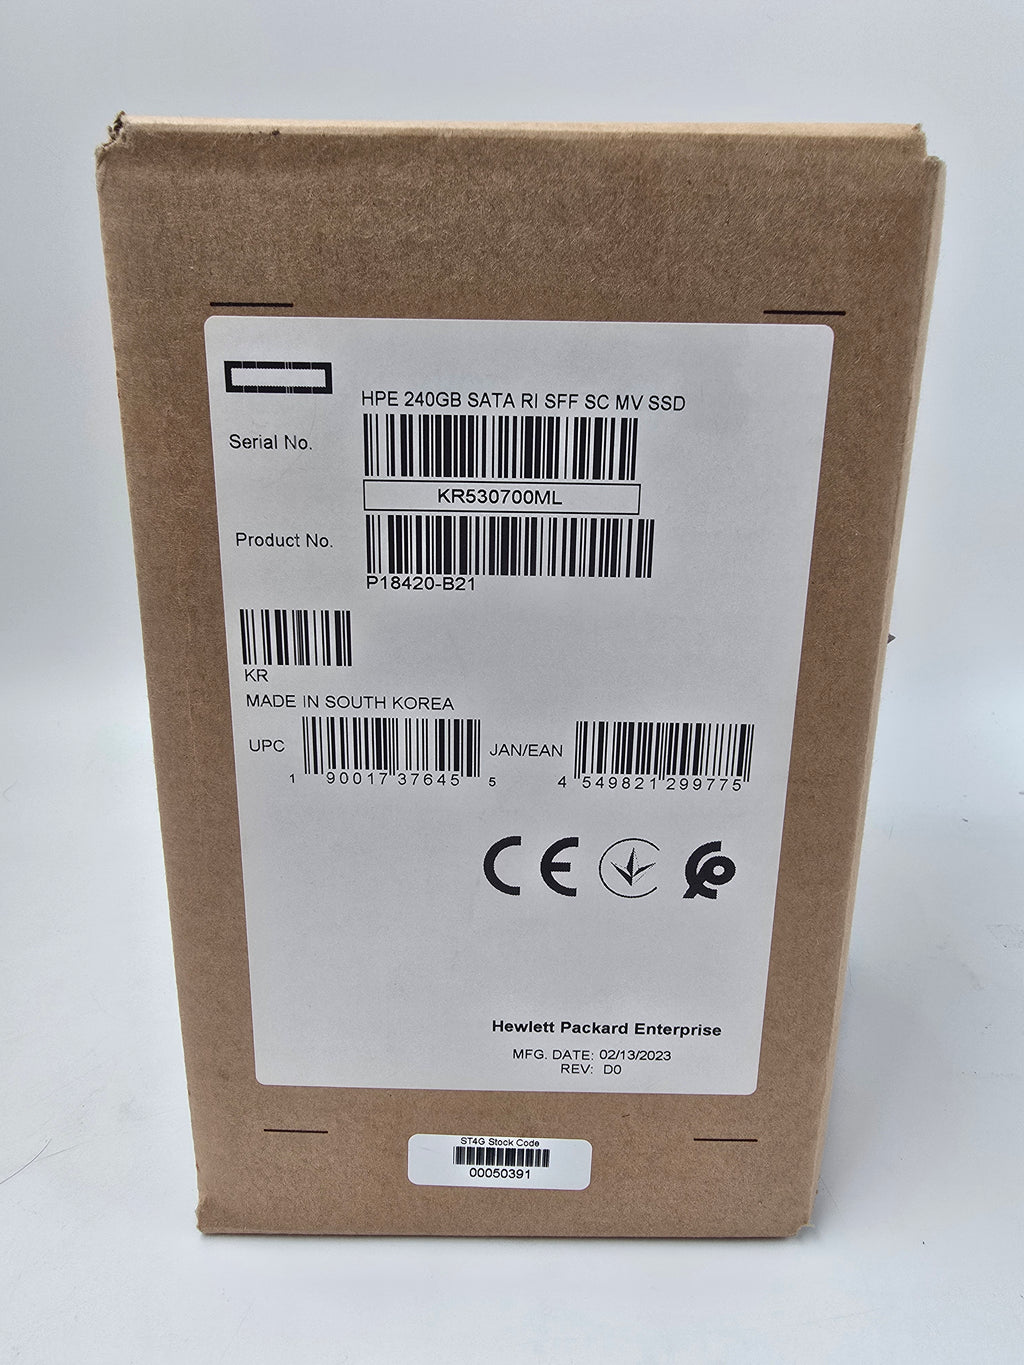 HPE 240GB SATA RI SFF SC MV SSD
Serial No.
KR530700ML
Product No.
P18420-B21
KR
MADE IN SOUTH KOREA
UPC
1 90017 37645 5
JAN/EAN
4 549821 299775
CE
Hewlett Packard Enterprise
MFG. DATE: 02/13/2023
REV: D0
ST4G Stock Code
00050391